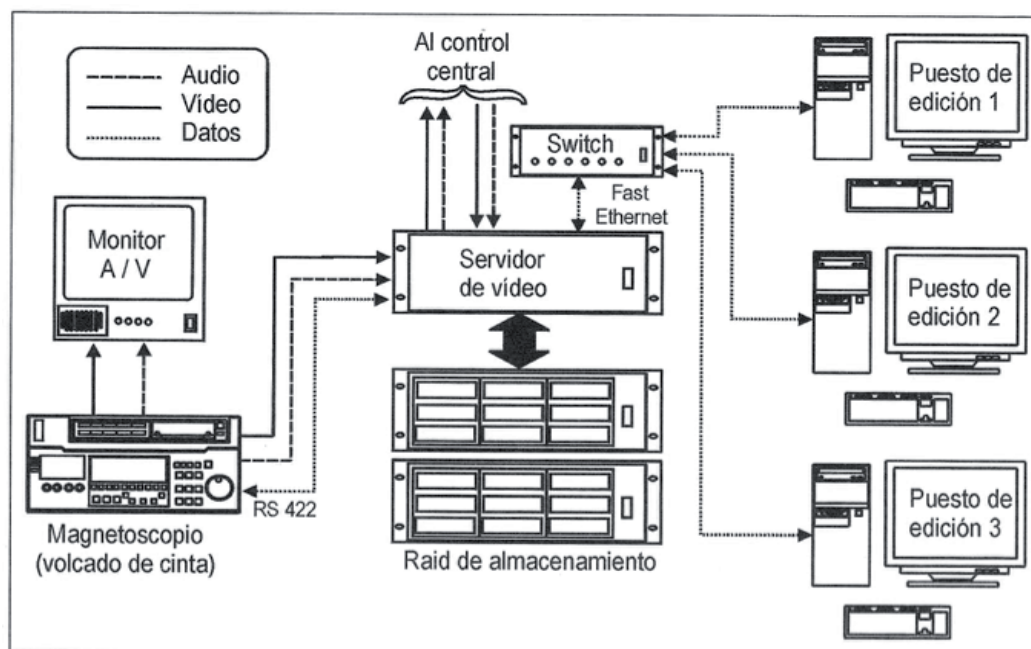 Audio
Vídeo
Datos
Al control
central
Switch
Fast
Ethernet
Puesto de
edición 1
Monitor
A / V
Servidor
de vídeo
Puesto de
edición 2
RS 422
Magnetoscopio
(volcado de cinta)
Raid de almacenamiento
Puesto de
edición 3